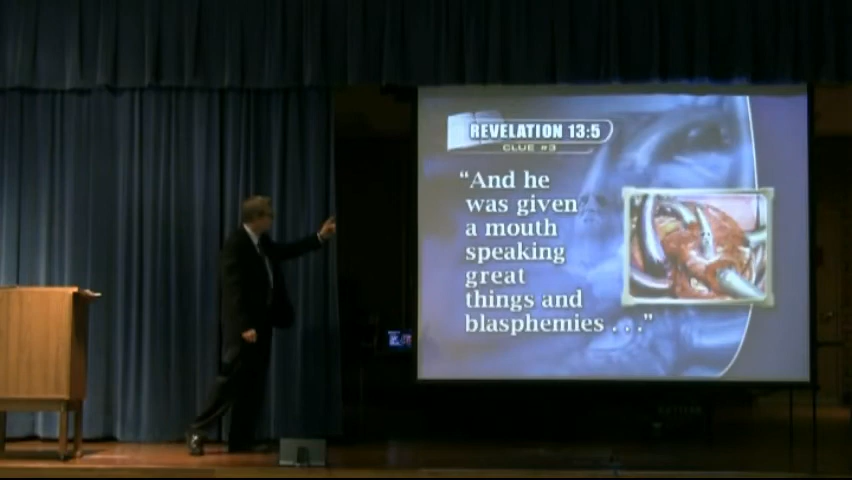 REVELATION 13:5
CLUE #3
“And he
was given
a mouth
speaking
great
things and
blasphemies . . .”